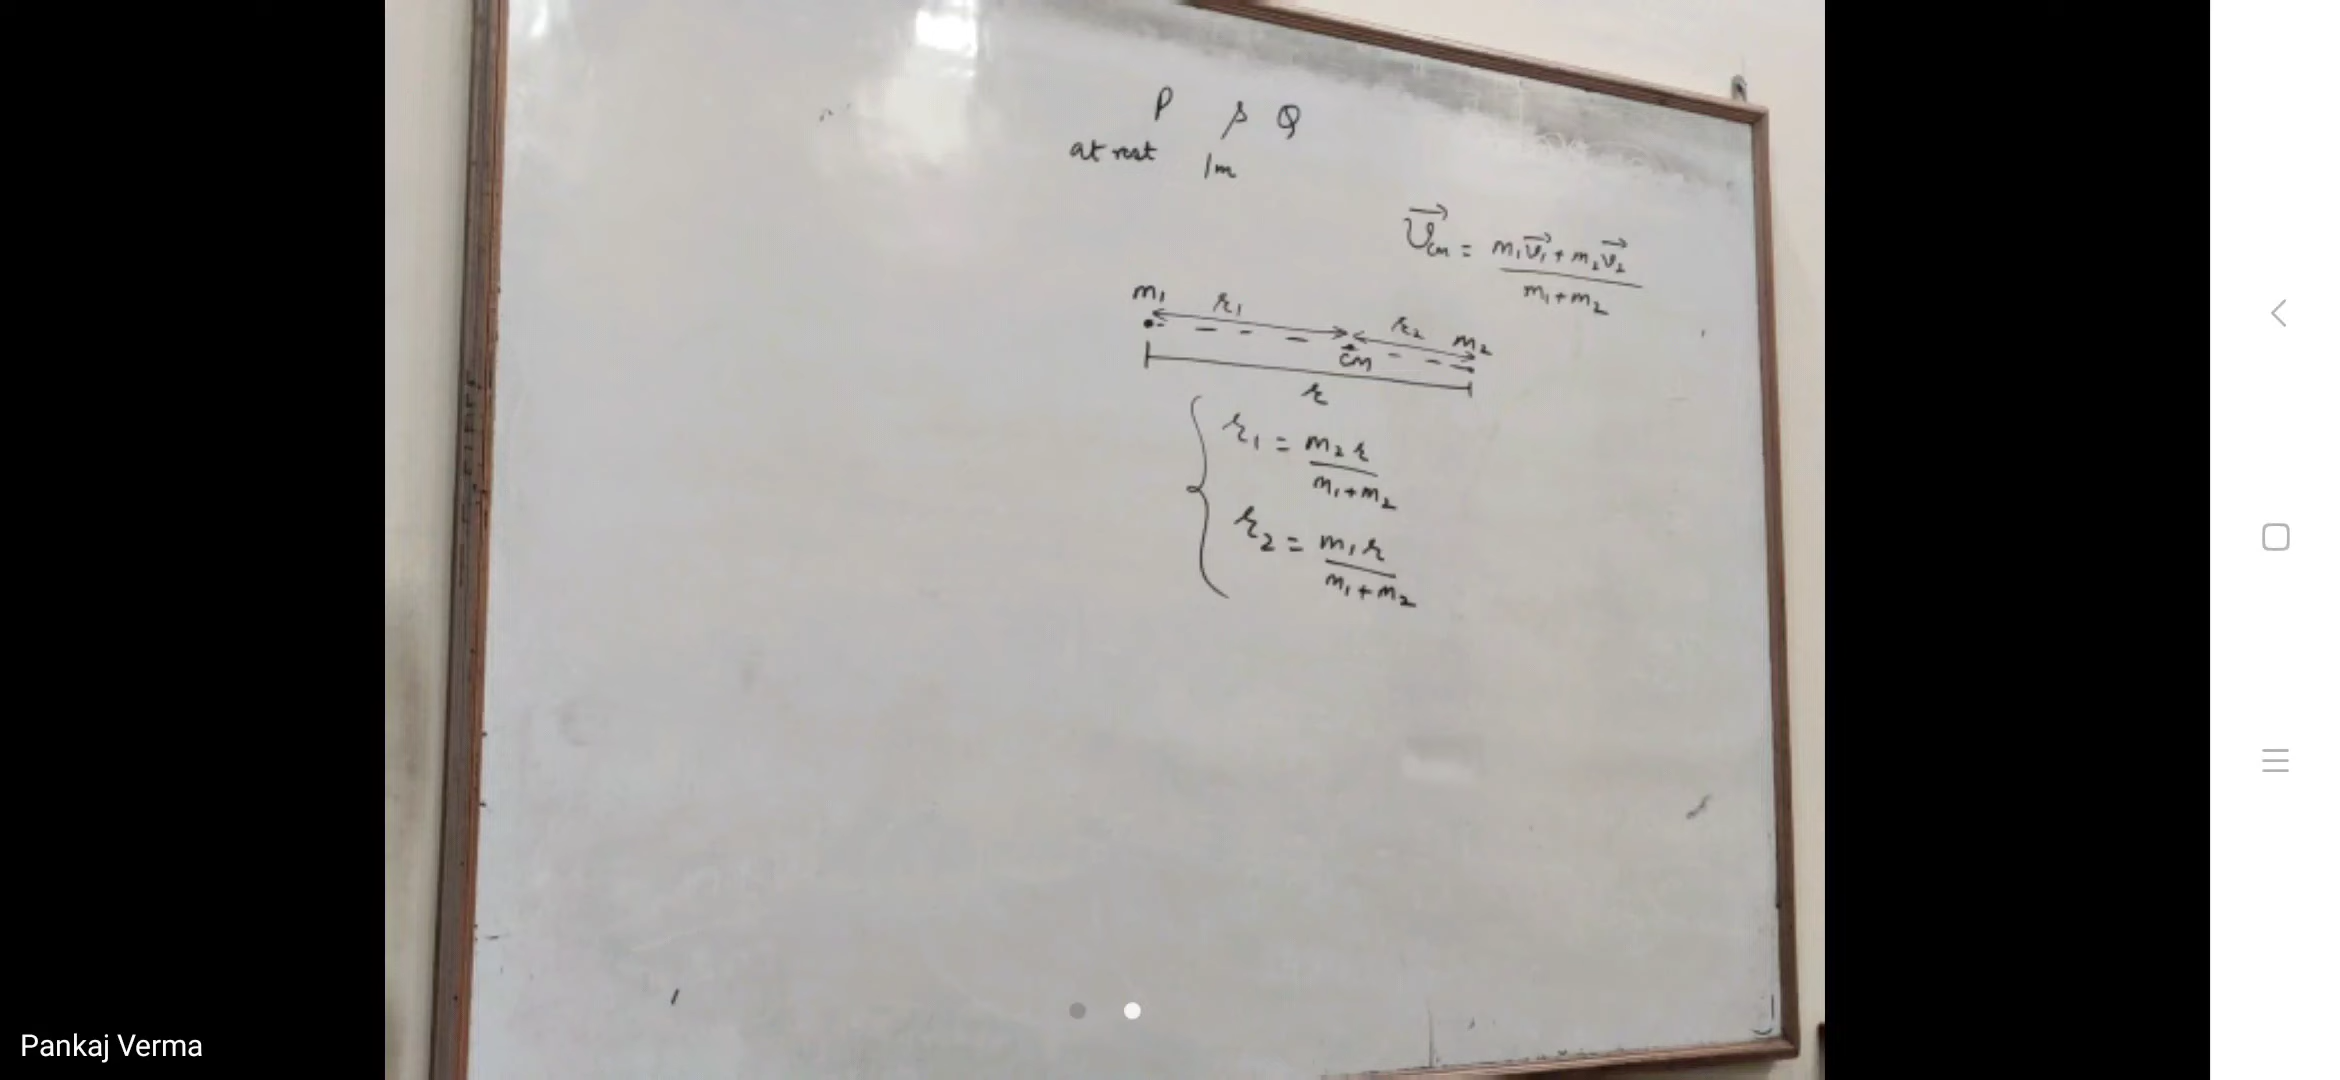 P & Q
at rest 1m
V⃗cm = m₁v⃗₁ + m₂v⃗₂
m₁+m₂
m₁ r₁ r₂ m₂
cm
r
r₁ = m₂r
m₁+m₂
r₂ = m₁r
m₁+m₂
Pankaj Verma